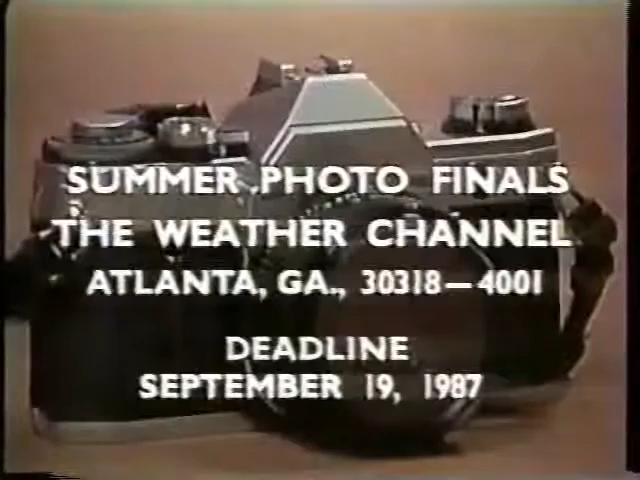 SUMMER PHOTO FINALS
THE WEATHER CHANNEL
ATLANTA, GA., 30318-4001
DEADLINE
SEPTEMBER 19, 1987